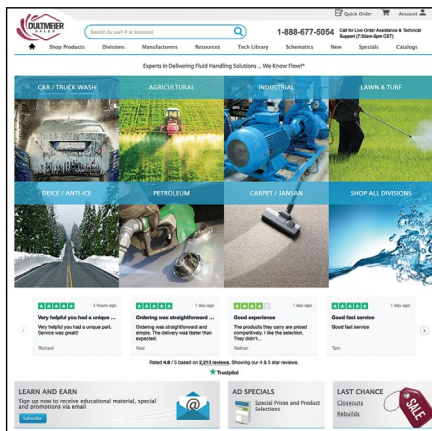 DULTMEIER
SALES
Search by part # or keyword
Quick Order
Account
1-888-677-5054
Call for Live Order Assistance & Technical
Support (7:30am-8pm CST)
Shop Products
Divisions
Manufacturers
Resources
Tech Library
Schematics
New
Specials
Catalogs
Experts in Delivering Fluid Handling Solutions ... We Know Flow!®
CAR / TRUCK WASH
AGRICULTURAL
INDUSTRIAL
LAWN & TURF
DEICE / ANTI-ICE
PETROLEUM
CARPET / JANSAN
SHOP ALL DIVISIONS
4 hours ago
Very helpful you had a unique ...
Very helpful you had a unique part.
Service was great!!
Richard
1 day ago
Ordering was straightforward ...
Ordering was straightforward and
simple. The delivery was faster than
expected.
Ned
1 day ago
Good experience
The products they carry are priced
competitively. I like the selection.
They didn't...
Nathan
1 day ago
Good fast service
Good fast service
Tom
Rated 4.8 / 5 based on 2,213 reviews. Showing our 4 & 5 star reviews.
Trustpilot
LEARN AND EARN
Sign up now to receive educational material, special
and promotions via email
Subscribe
AD SPECIALS
Special Prices and Product
Selections
LAST CHANCE
Closeouts
Rebuilds
SALE